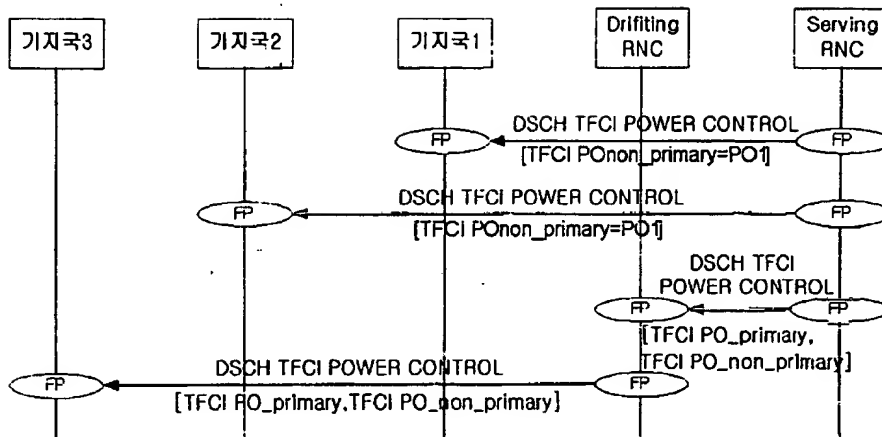 기지국3
기지국2
기지국1
Drifiting
RNC
Serving
RNC
DSCH TFCI POWER CONTROL
FP
FP
[TFCI POnon_primary=PO1]
DSCH TFCI POWER CONTROL
FP
FP
[TFCI POnon_primary=PO1]
DSCH TFCI
POWER CONTROL
FP
FP
[TFCI PO_primary,
TFCI PO_non_primary]
DSCH TFCI POWER CONTROL
FP
FP
[TFCI PO_primary,TFCI PO_non_primary]